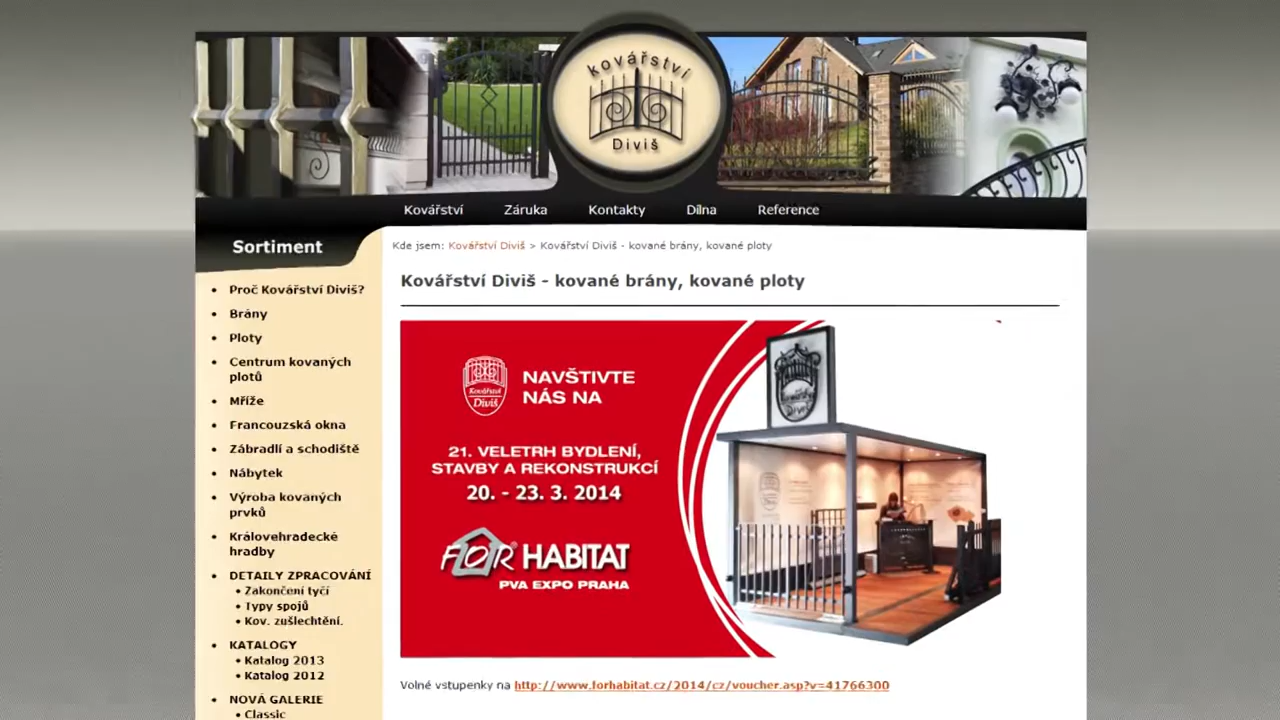 kovářství
Diviš
Kovářství
Záruka
Kontakty
Dílna
Reference
Sortiment
Kde jsem: Kovářství Diviš > Kovářství Diviš - kované brány, kované ploty
Kovářství Diviš - kované brány, kované ploty
• Proč Kovářství Diviš?
• Brány
• Ploty
• Centrum kovaných
plotů
• Mříže
• Francouzská okna
• Zábradlí a schodiště
• Nábytek
• Výroba kovaných
prvků
• Královehradecké
hradby
• DETAILY ZPRACOVÁNÍ
• Zakončení tyčí
• Typy spojů
• Kov. zušlechtění.
• KATALOGY
• Katalog 2013
• Katalog 2012
• NOVÁ GALERIE
• Classic
Kovářství
Diviš
NAVŠTIVTE
NÁS NA
21. VELETRH BYDLENÍ,
STAVBY A REKONSTRUKCÍ
20. - 23. 3. 2014
FOR HABITAT
PVA EXPO PRAHA
Kovářství
Diviš
Volné vstupenky na http://www.forhabitat.cz/2014/cz/voucher.asp?v=41766300